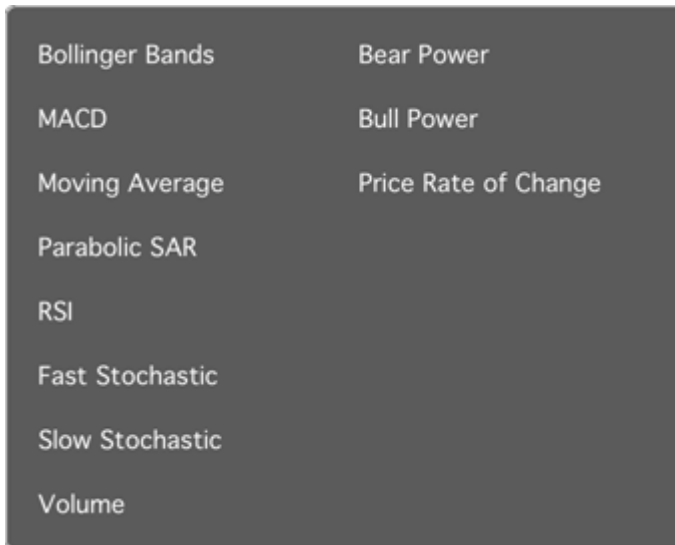 Bollinger Bands
MACD
Moving Average
Parabolic SAR
RSI
Fast Stochastic
Slow Stochastic
Volume
Bear Power
Bull Power
Price Rate of Change